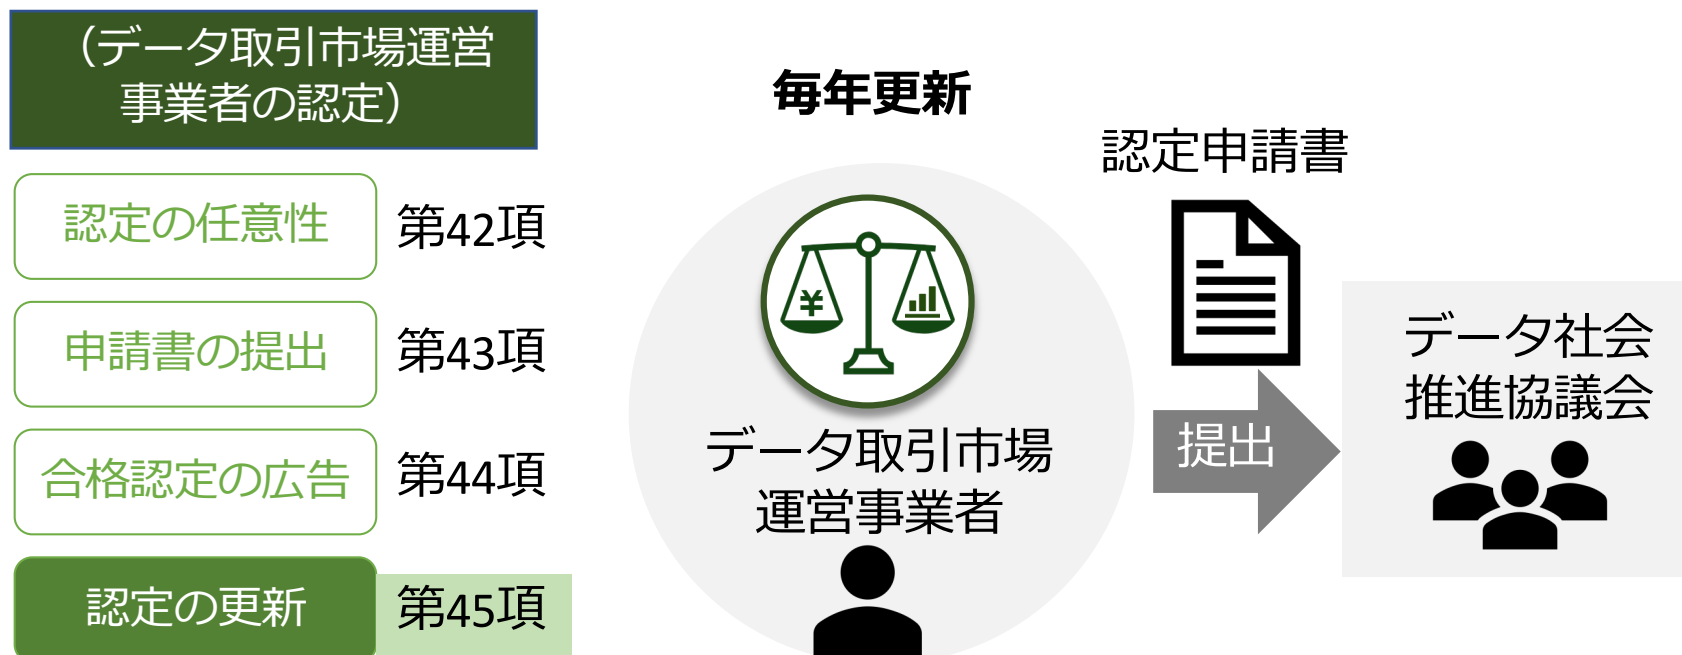 （データ取引市場運営
事業者の認定）
認定の任意性
第42項
申請書の提出
第43項
合格認定の広告
第44項
認定の更新
第45項
毎年更新
¥
データ取引市場
運営事業者
認定申請書
提出
データ社会
推進協議会